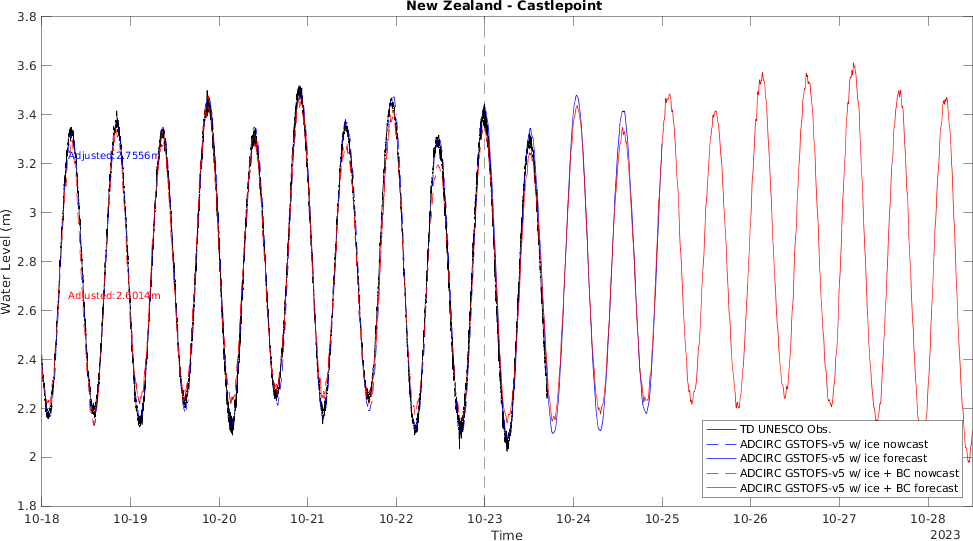 New Zealand - Castlepoint
3.8
3.6
3.4
3.2
3
2.8
2.6
2.4
2.2
2
1.8
Water Level (m)
Adjusted:2.7556m
Adjusted:2.6014m
TD UNESCO Obs.
ADCIRC GSTOFS-v5 w/ ice nowcast
ADCIRC GSTOFS-v5 w/ ice forecast
ADCIRC GSTOFS-v5 w/ ice + BC nowcast
ADCIRC GSTOFS-v5 w/ ice + BC forecast
10-18 10-19 10-20 10-21 10-22 10-23 10-24 10-25 10-26 10-27 10-28
Time
2023